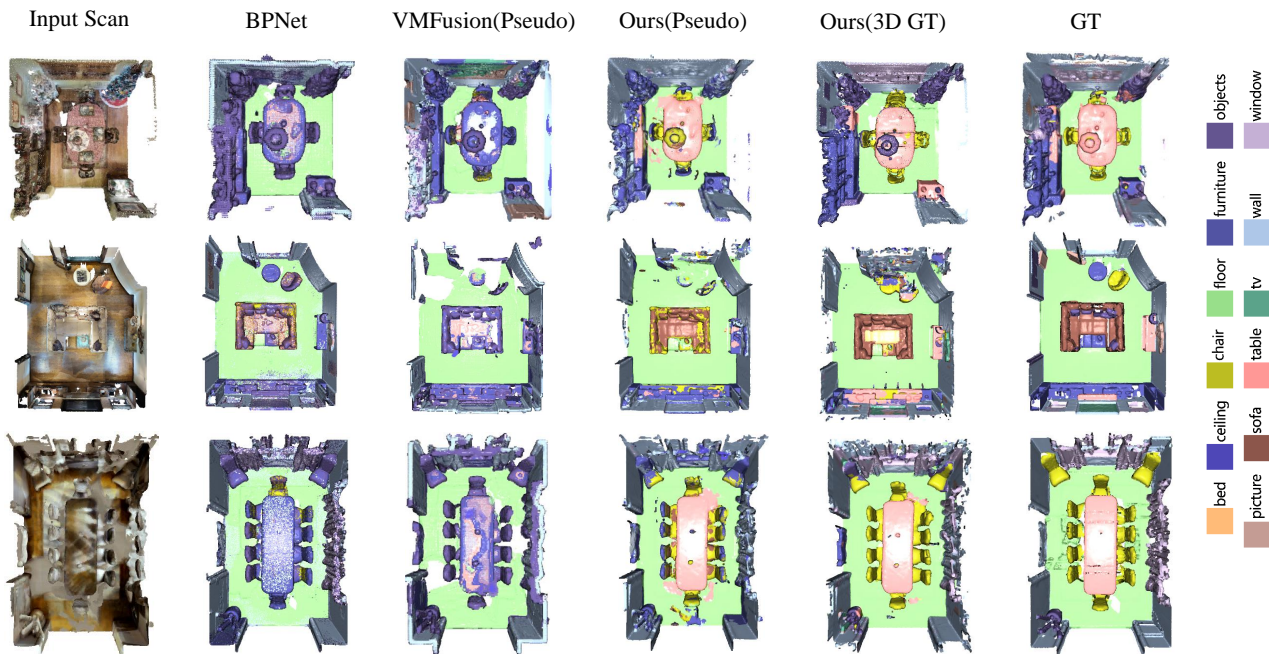 Input Scan
BPNet
VMFusion(Pseudo)
Ours(Pseudo)
Ours(3D GT)
GT
bed
ceiling
chair
floor
furniture
objects
picture
sofa
table
tv
wall
window